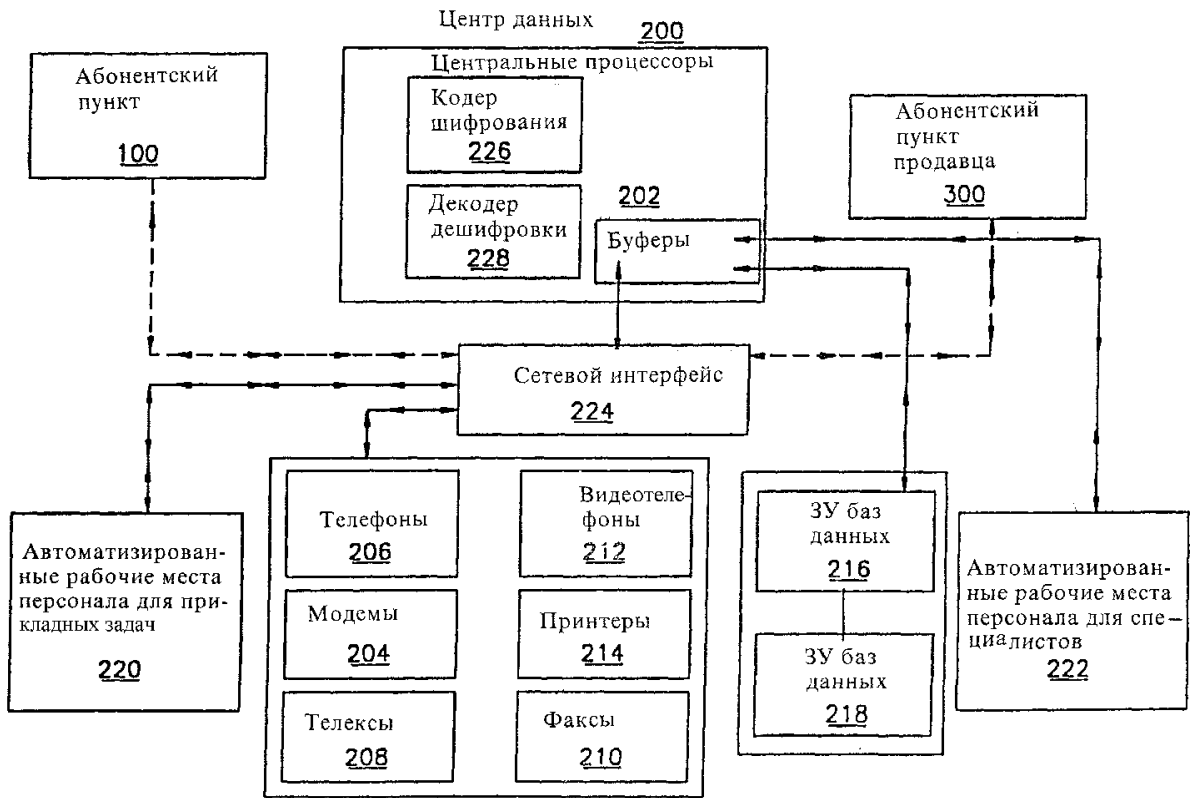 Центр данных
200
Абонентский
пункт
100
Центральные процессоры
Кодер
шифрования
226
Декодер
дешифровки
228
202
Буферы
Абонентский
пункт
продавца
300
Сетевой интерфейс
224
Автоматизирован-
ные рабочие места
персонала для при-
кладных задач
220
Телефоны
206
Видеотеле-
фоны
212
Модемы
204
Принтеры
214
Телексы
208
Факсы
210
ЗУ баз
данных
216
ЗУ баз
данных
218
Автоматизирован-
ные рабочие места
персонала для спе-
циалистов
222